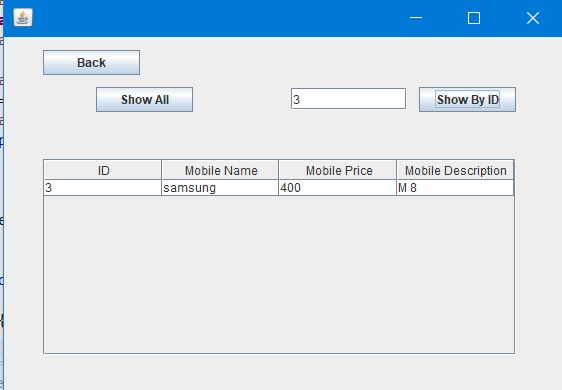 Back
Show All 3 Show By ID
ID Mobile Name Mobile Price Mobile Description
3 samsung 400 M 8